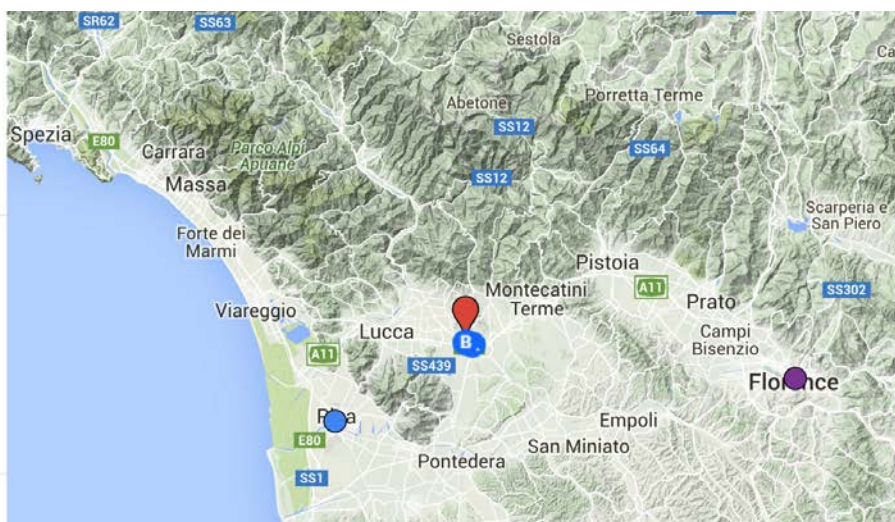 SR62
SS63
Sestola
Ca
Abetone
Porretta Terme
Spezia
E80
SS12
SS64
Carrara
Parco Alpi
Apuane
SS12
Massa
Scarperia e
San Piero
Forte dei
Marmi
Pistoia
Montecatini
Terme
A11
Prato
SS302
Viareggio
Lucca
Campi
Bisenzio
B.
A11
SS439
Florence
E80
Empoli
San Miniato
Pontedera
SS1